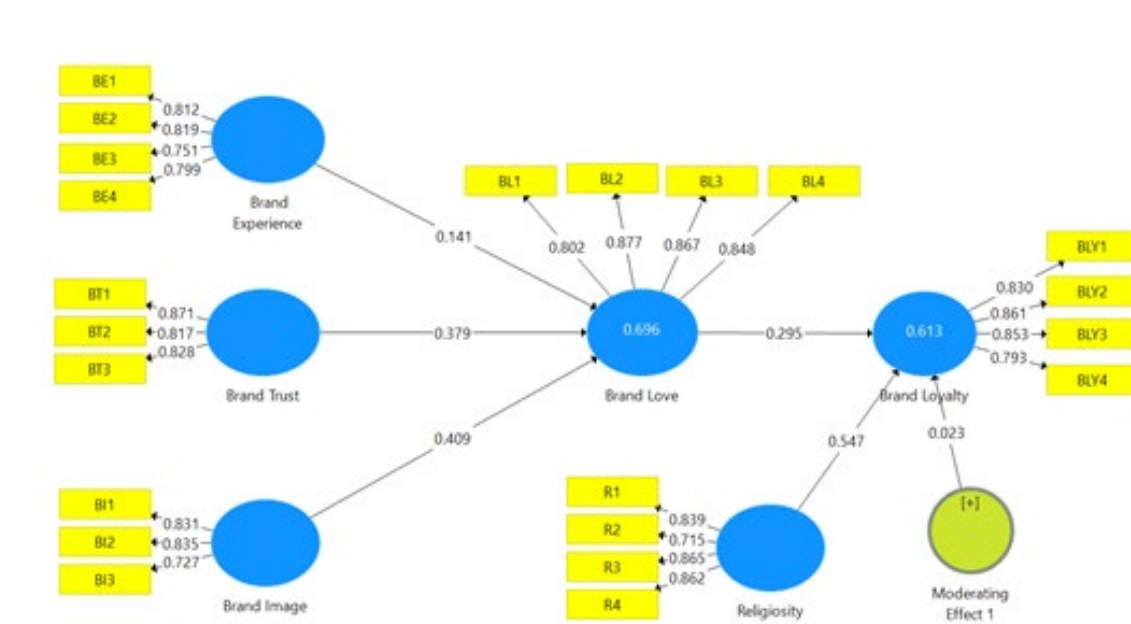 BE1
BE2
BE3
BE4
0.812
0.819
0.751
0.799
Brand
Experience
0.141
BL1
BL2
BL3
BL4
0.802
0.877
0.867
0.848
BT1
BT2
BT3
0.871
0.817
0.828
Brand Trust
0.379
0.696
Brand Love
0.295
0.613
Brand Loyalty
BLY1
BLY2
BLY3
BLY4
0.830
0.861
0.853
0.793
0.409
BI1
BI2
BI3
0.831
0.835
0.727
Brand Image
R1
R2
R3
R4
0.839
0.715
0.865
0.862
Religiosity
0.547
0.023
[+]
Moderating
Effect 1